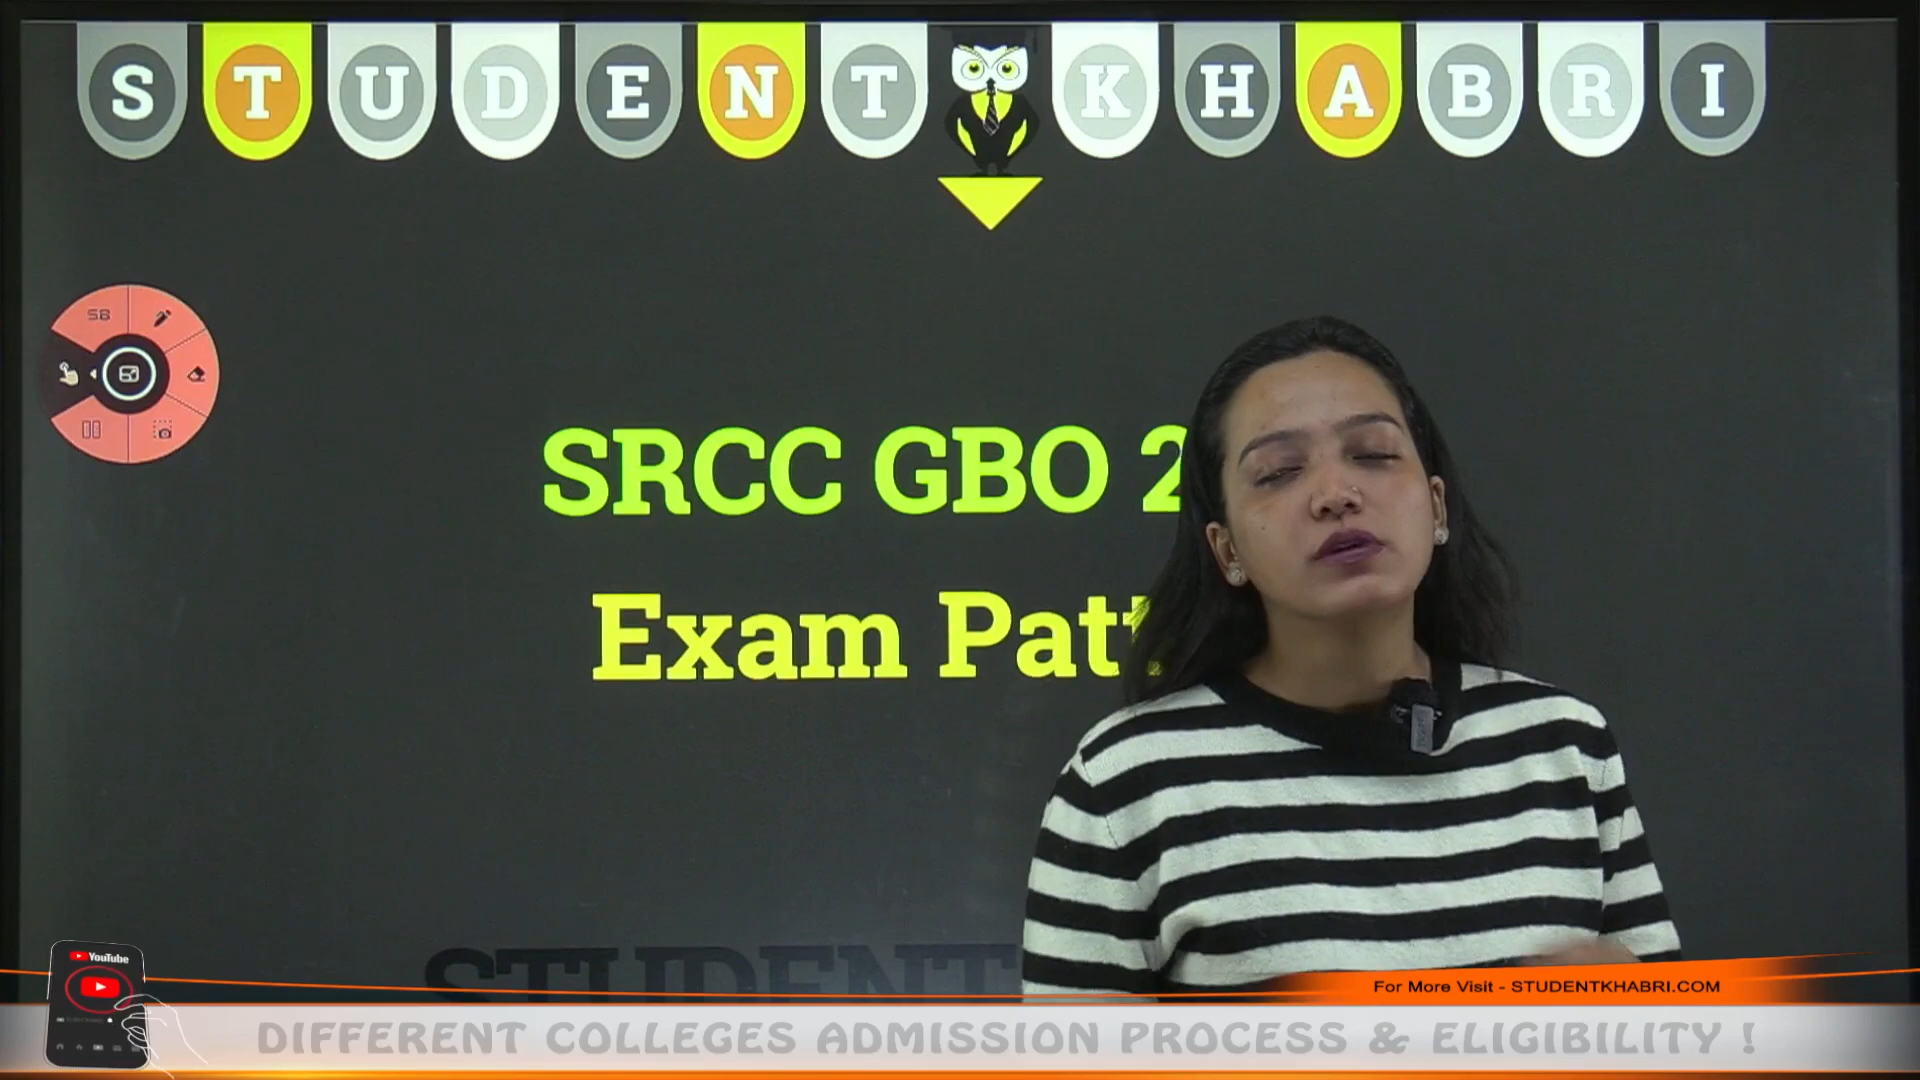 STUDENT KHABRI
SB
SRCC GBO 2
Exam Patt
STUDENT
YouTube
For More Visit - STUDENTKHABRI.COM
DIFFERENT COLLEGES ADMISSION PROCESS & ELIGIBILITY !